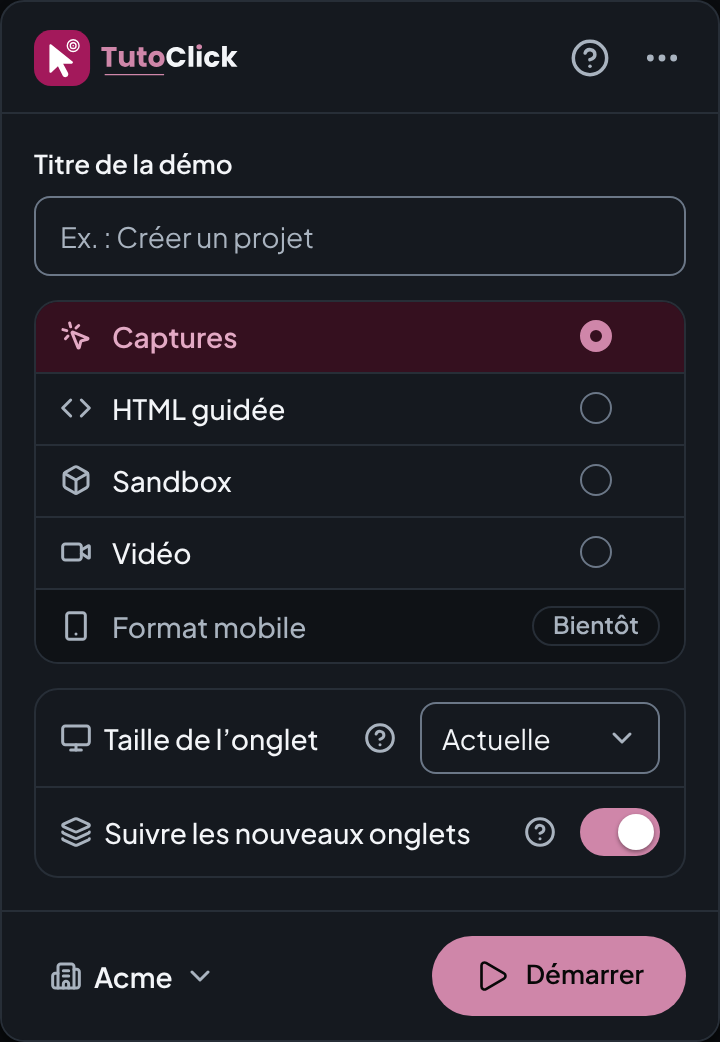 TutoClick
Titre de la démo
Ex. : Créer un projet
Captures
HTML guidée
Sandbox
Vidéo
Format mobile Bientôt
Taille de l’onglet Actuelle
Suivre les nouveaux onglets
Acme Démarrer